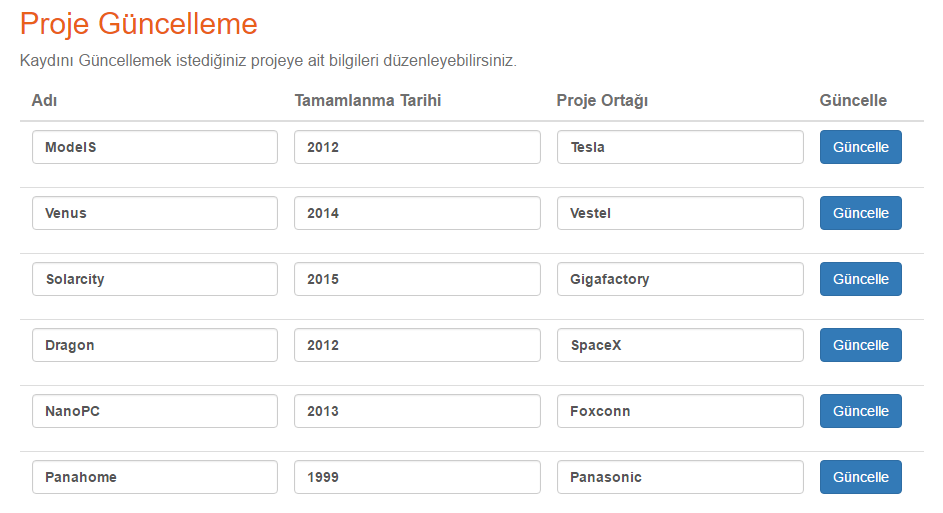 Proje Güncelleme
Kaydını Güncellemek istediğiniz projeye ait bilgileri düzenleyebilirsiniz.
Adı Tamamlanma Tarihi Proje Ortağı Güncelle
ModelS 2012 Tesla Güncelle
Venus 2014 Vestel Güncelle
Solarcity 2015 Gigafactory Güncelle
Dragon 2012 SpaceX Güncelle
NanoPC 2013 Foxconn Güncelle
Panahome 1999 Panasonic Güncelle